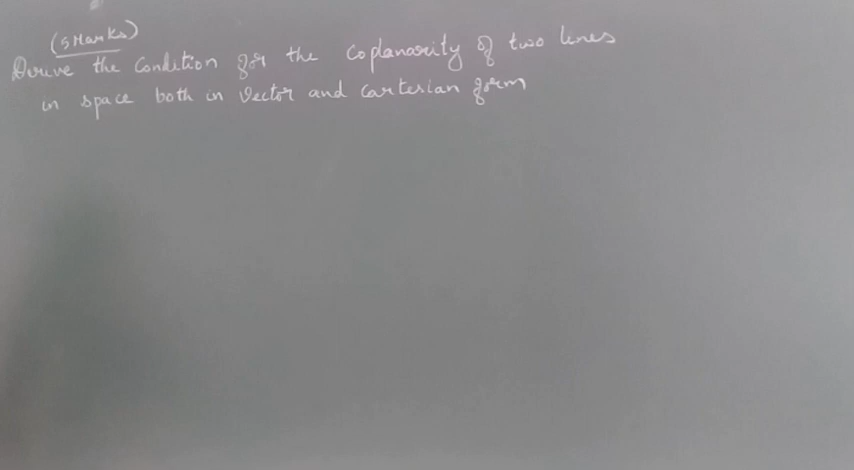 (5 Marks)
Derive the Condition for the coplanarity of two lines
in space both in Vector and cartesian form